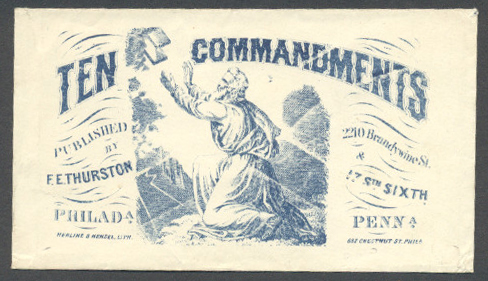 TEN COMMANDMENTS
PUBLISHED
BY
F.E. THURSTON
PHILADA
HERLINE & HENZEL, LITH.
2210 Brandywine St.
&
17 STH SIXTH
PENNA
632 CHESTNUT ST. PHILA